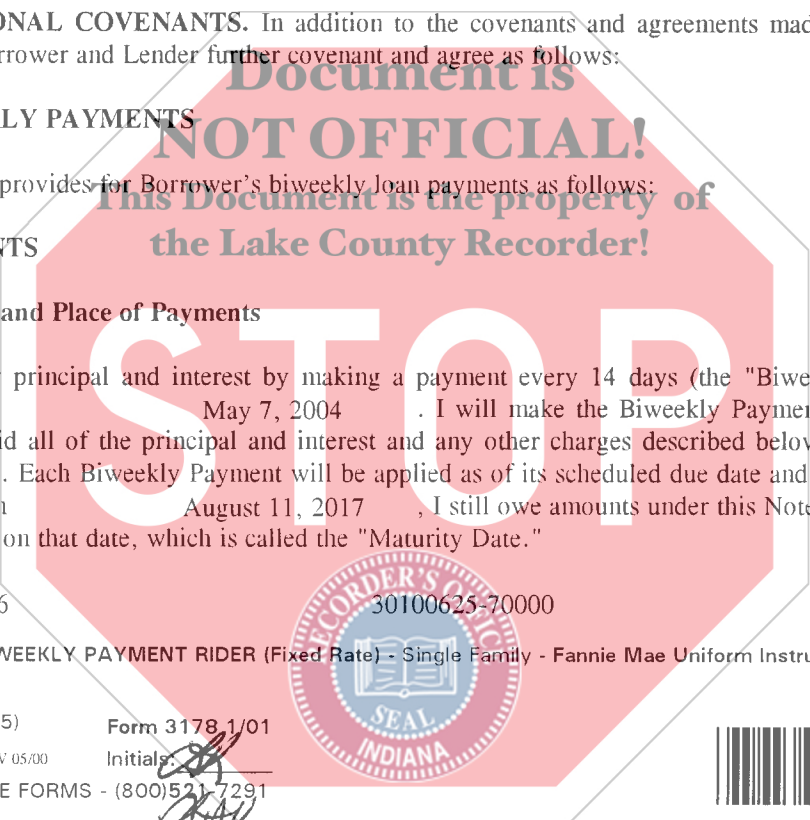 ONAL COVENANTS. In addition to the covenants and agreements mad
rrower and Lender further covenant and agree as follows:
Document is
LY PAYMENTS
NOT OFFICIAL!
provides for Borrower's biweekly loan payments as follows:
This Document is the property of
the Lake County Recorder!
NTS
and Place of Payments
STOP
principal and interest by making a payment every 14 days (the "Biwe
May 7, 2004 . I will make the Biweekly Paymen
id all of the principal and interest and any other charges described below
. Each Biweekly Payment will be applied as of its scheduled due date and
August 11, 2017 , I still owe amounts under this Note
on that date, which is called the "Maturity Date."
6 30100625-70000
RECORDER'S OFFICE
WEEKLY PAYMENT RIDER (Fixed Rate) - Single Family - Fannie Mae Uniform Instru
SEAL
INDIANA
5) Form 3178 1/01
V 05/00 Initials:
E FORMS - (800)521-7291